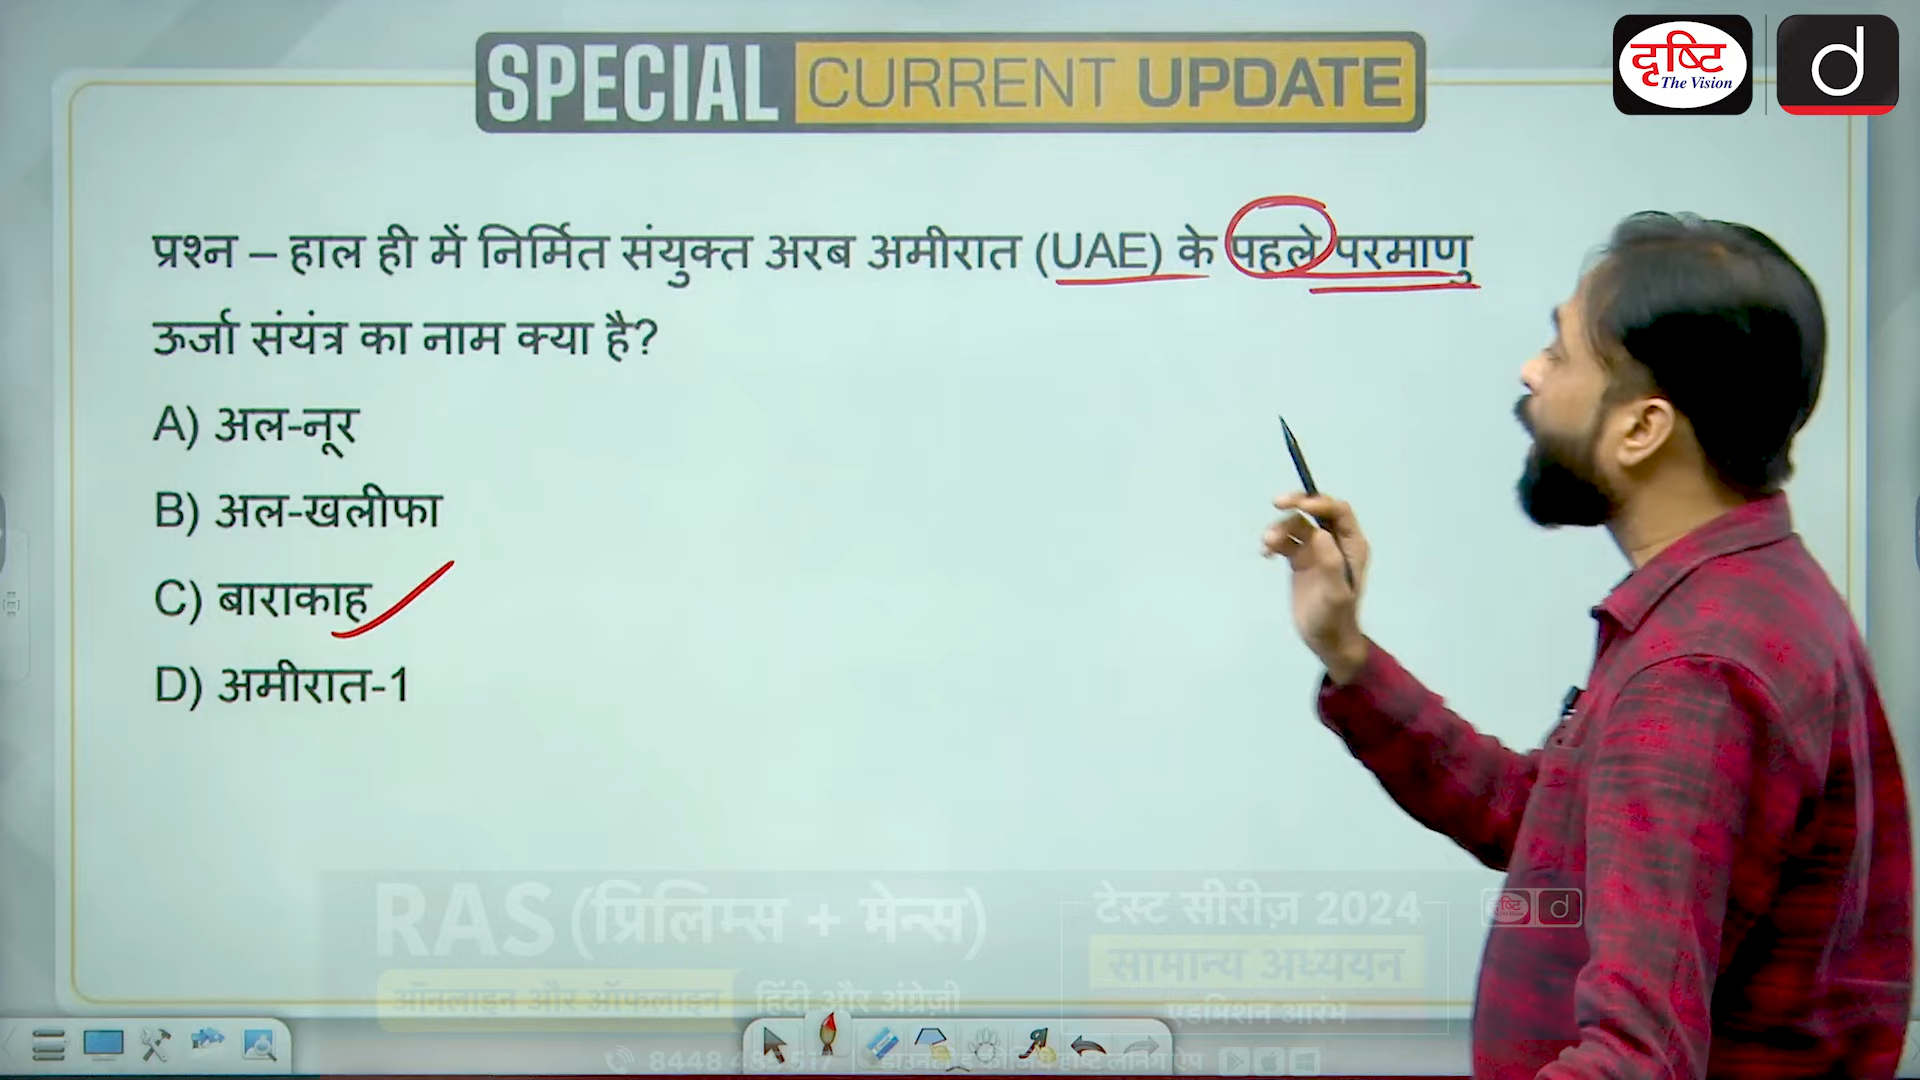 SPECIAL CURRENT UPDATE
दृष्टि
The Vision
d
प्रश्न – हाल ही में निर्मित संयुक्त अरब अमीरात (UAE) के पहले परमाणु
ऊर्जा संयंत्र का नाम क्या है?
A) अल-नूर
B) अल-खलीफा
C) बाराकाह
D) अमीरात-1
RAS (प्रिलिम्स + मेन्स)
ऑनलाइन और ऑफलाइन हिंदी और अंग्रेज़ी
टेस्ट सीरीज़ 2024
सामान्य अध्ययन
एडमिशन आरंभ
दृष्टि d